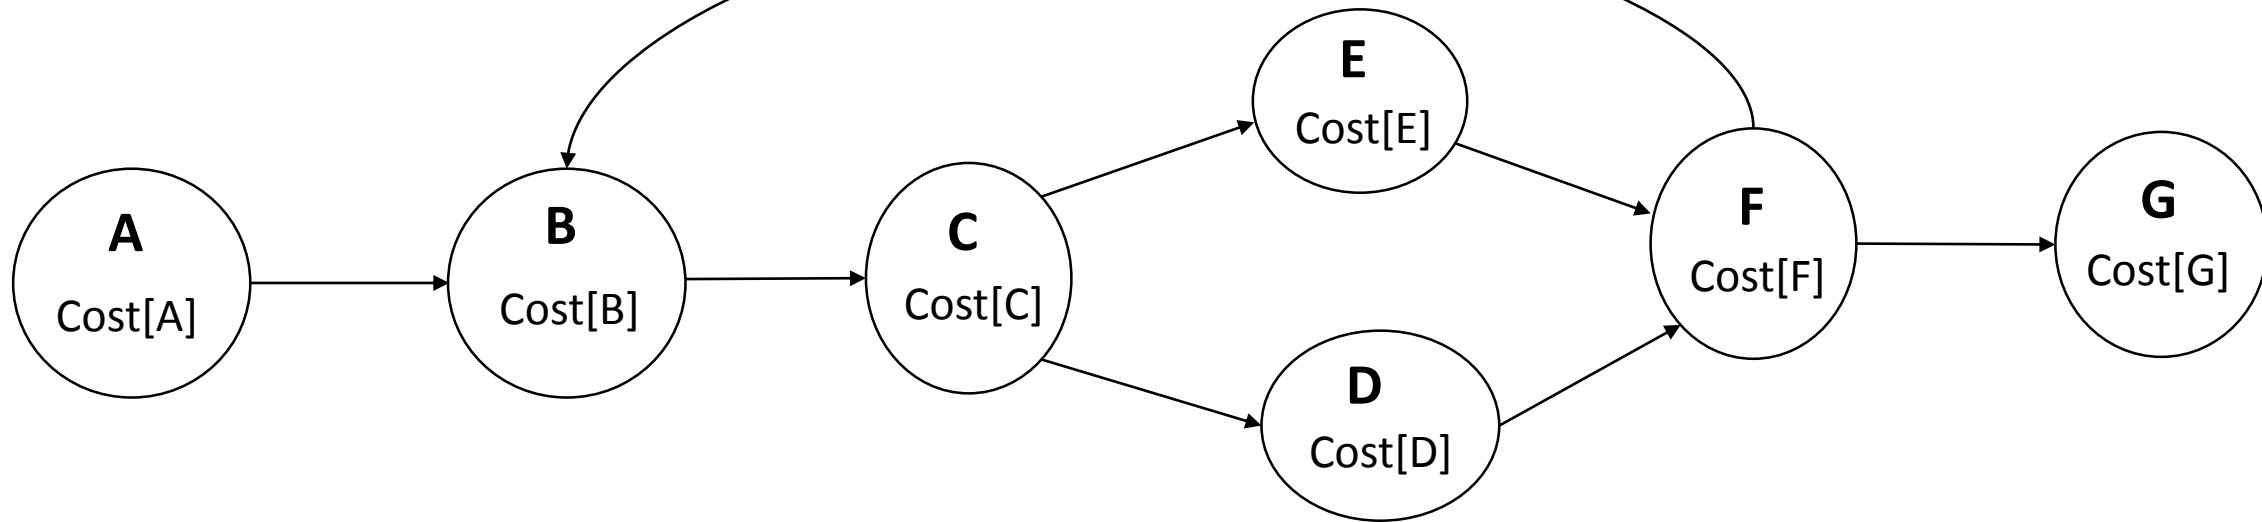 A
Cost[A]
B
Cost[B]
C
Cost[C]
E
Cost[E]
D
Cost[D]
F
Cost[F]
G
Cost[G]